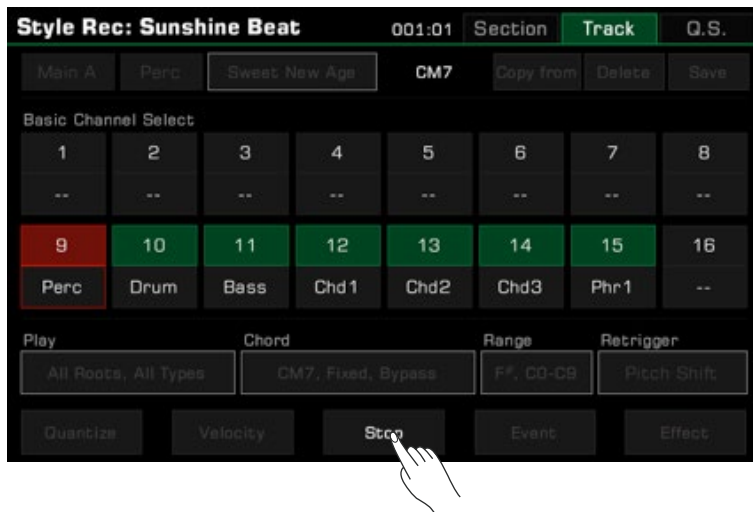 Style Rec: Sunshine Beat 001:01 Section Track Q.S.
Main A Perc Sweet New Age CM7 Copy from Delete Save
Basic Channel Select
1 2 3 4 5 6 7 8
-- -- -- -- -- -- -- --
9 10 11 12 13 14 15 16
Perc Drum Bass Chd1 Chd2 Chd3 Phr1 --
Play Chord Range Retrigger
All Roots, All Types CM7, Fixed, Bypass F#, C0-C9 Pitch Shift
Quantize Velocity Stop Event Effect